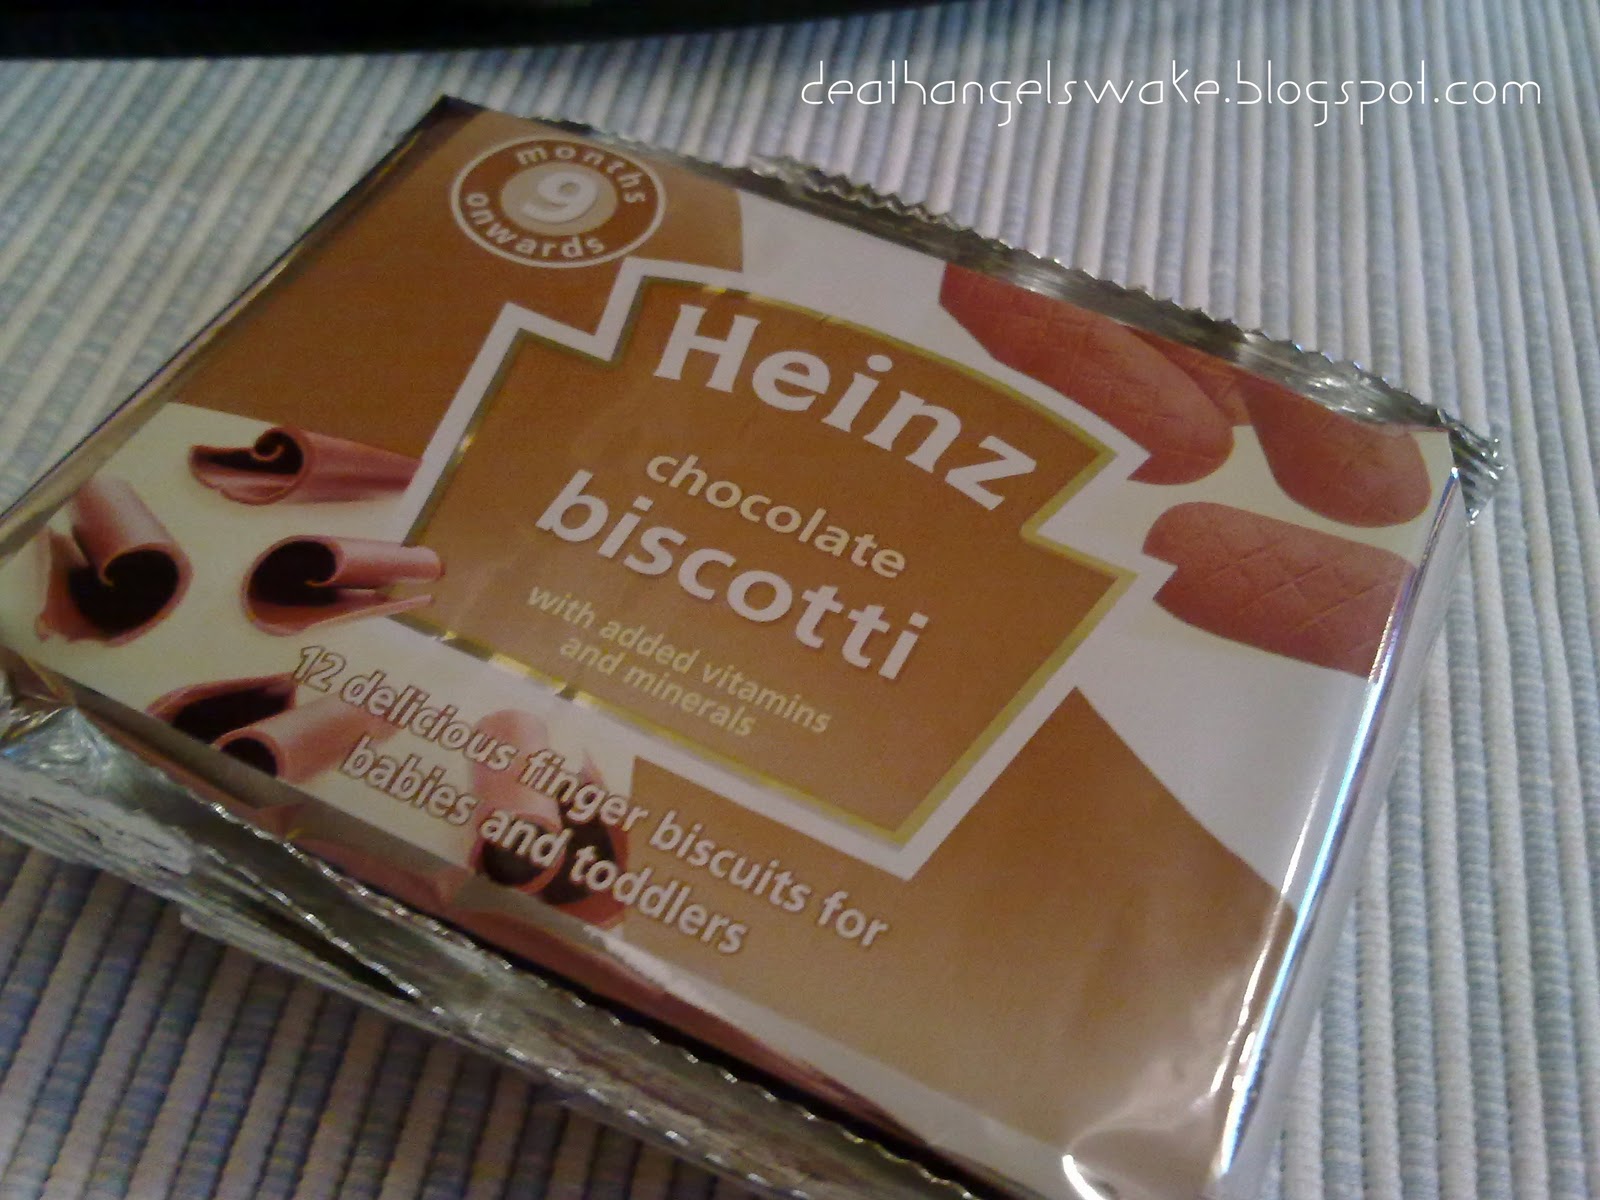 deathangelswake.blogspot.com
months
9
onwards
Heinz
chocolate
biscotti
with added vitamins
and minerals
12 delicious finger biscuits for
babies and toddlers